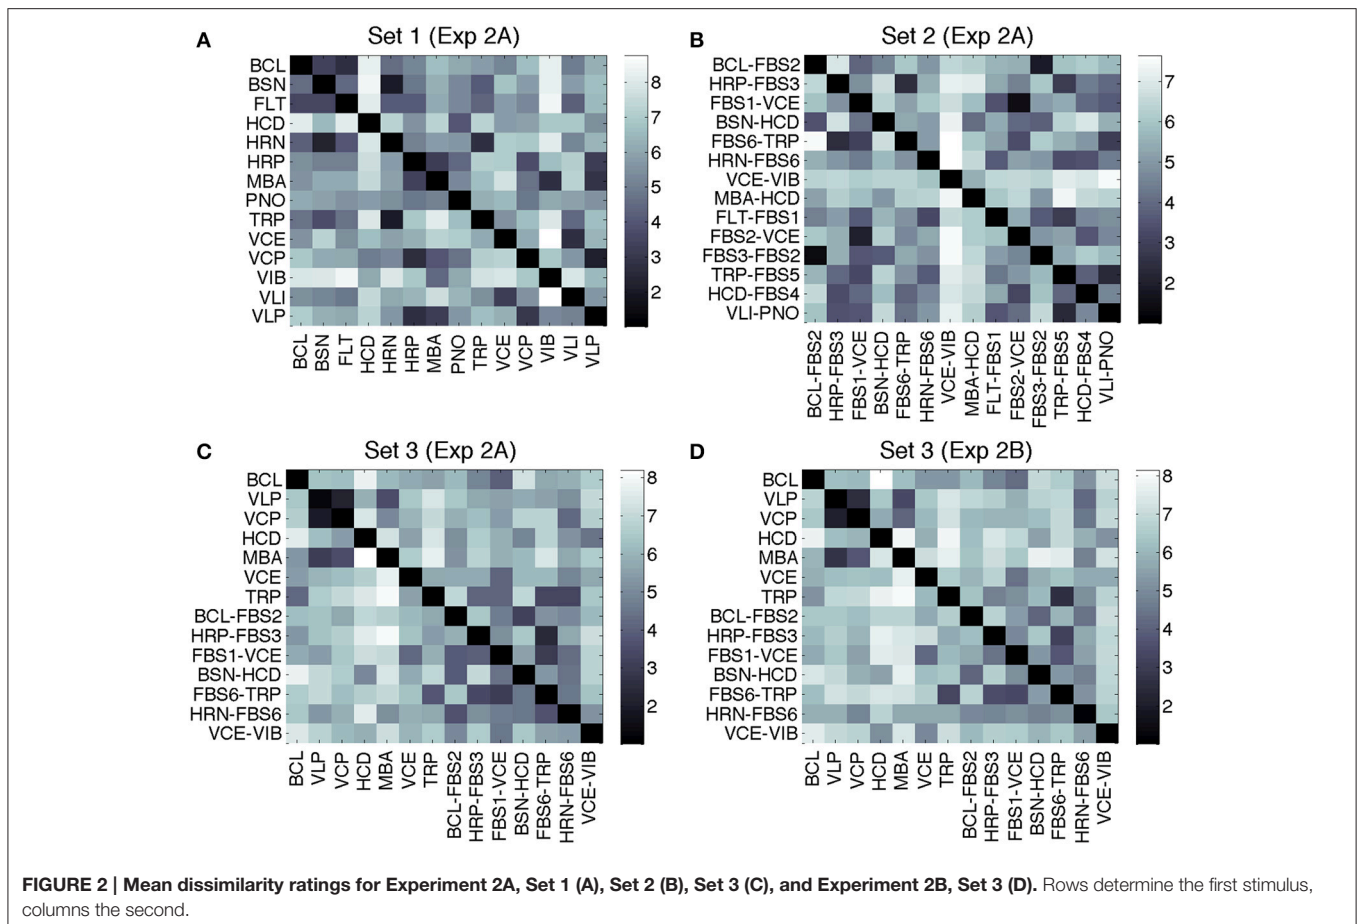 A
Set 1 (Exp 2A)
BCL
BSN
FLT
HCD
HRN
HRP
MBA
PNO
TRP
VCE
VCP
VIB
VLI
VLP
BCL
BSN
FLT
HCD
HRN
HRP
MBA
PNO
TRP
VCE
VCP
VIB
VLI
VLP
8
7
6
5
4
3
2
B
Set 2 (Exp 2A)
BCL-FBS2
HRP-FBS3
FBS1-VCE
BSN-HCD
FBS6-TRP
HRN-FBS6
VCE-VIB
MBA-HCD
FLT-FBS1
FBS2-VCE
FBS3-FBS2
TRP-FBS5
HCD-FBS4
VLI-PNO
BCL-FBS2
HRP-FBS3
FBS1-VCE
BSN-HCD
FBS6-TRP
HRN-FBS6
VCE-VIB
MBA-HCD
FLT-FBS1
FBS2-VCE
FBS3-FBS2
TRP-FBS5
HCD-FBS4
VLI-PNO
7
6
5
4
3
2
C
Set 3 (Exp 2A)
BCL
VLP
VCP
HCD
MBA
VCE
TRP
BCL-FBS2
HRP-FBS3
FBS1-VCE
BSN-HCD
FBS6-TRP
HRN-FBS6
VCE-VIB
BCL
VLP
VCP
HCD
MBA
VCE
TRP
BCL-FBS2
HRP-FBS3
FBS1-VCE
BSN-HCD
FBS6-TRP
HRN-FBS6
VCE-VIB
8
7
6
5
4
3
2
D
Set 3 (Exp 2B)
BCL
VLP
VCP
HCD
MBA
VCE
TRP
BCL-FBS2
HRP-FBS3
FBS1-VCE
BSN-HCD
FBS6-TRP
HRN-FBS6
VCE-VIB
BCL
VLP
VCP
HCD
MBA
VCE
TRP
BCL-FBS2
HRP-FBS3
FBS1-VCE
BSN-HCD
FBS6-TRP
HRN-FBS6
VCE-VIB
8
7
6
5
4
3
2
FIGURE 2 | Mean dissimilarity ratings for Experiment 2A, Set 1 (A), Set 2 (B), Set 3 (C), and Experiment 2B, Set 3 (D). Rows determine the first stimulus,
columns the second.